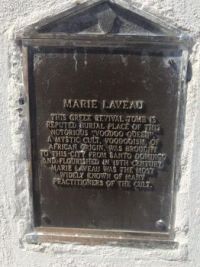 MARIE LAVEAU
THIS GREEK REVIVAL TOMB IS
REPUTED BURIAL PLACE OF THIS
NOTORIOUS "VOODOO QUEEN".
A MYSTIC CULT, VOODOOISM, OF
AFRICAN ORIGIN, WAS BROUGHT
TO THIS CITY FROM SANTO DOMINGO
AND FLOURISHED IN 19TH CENTURY.
MARIE LAVEAU WAS THE MOST
WIDELY KNOWN OF MANY
PRACTITIONERS OF THE CULT.